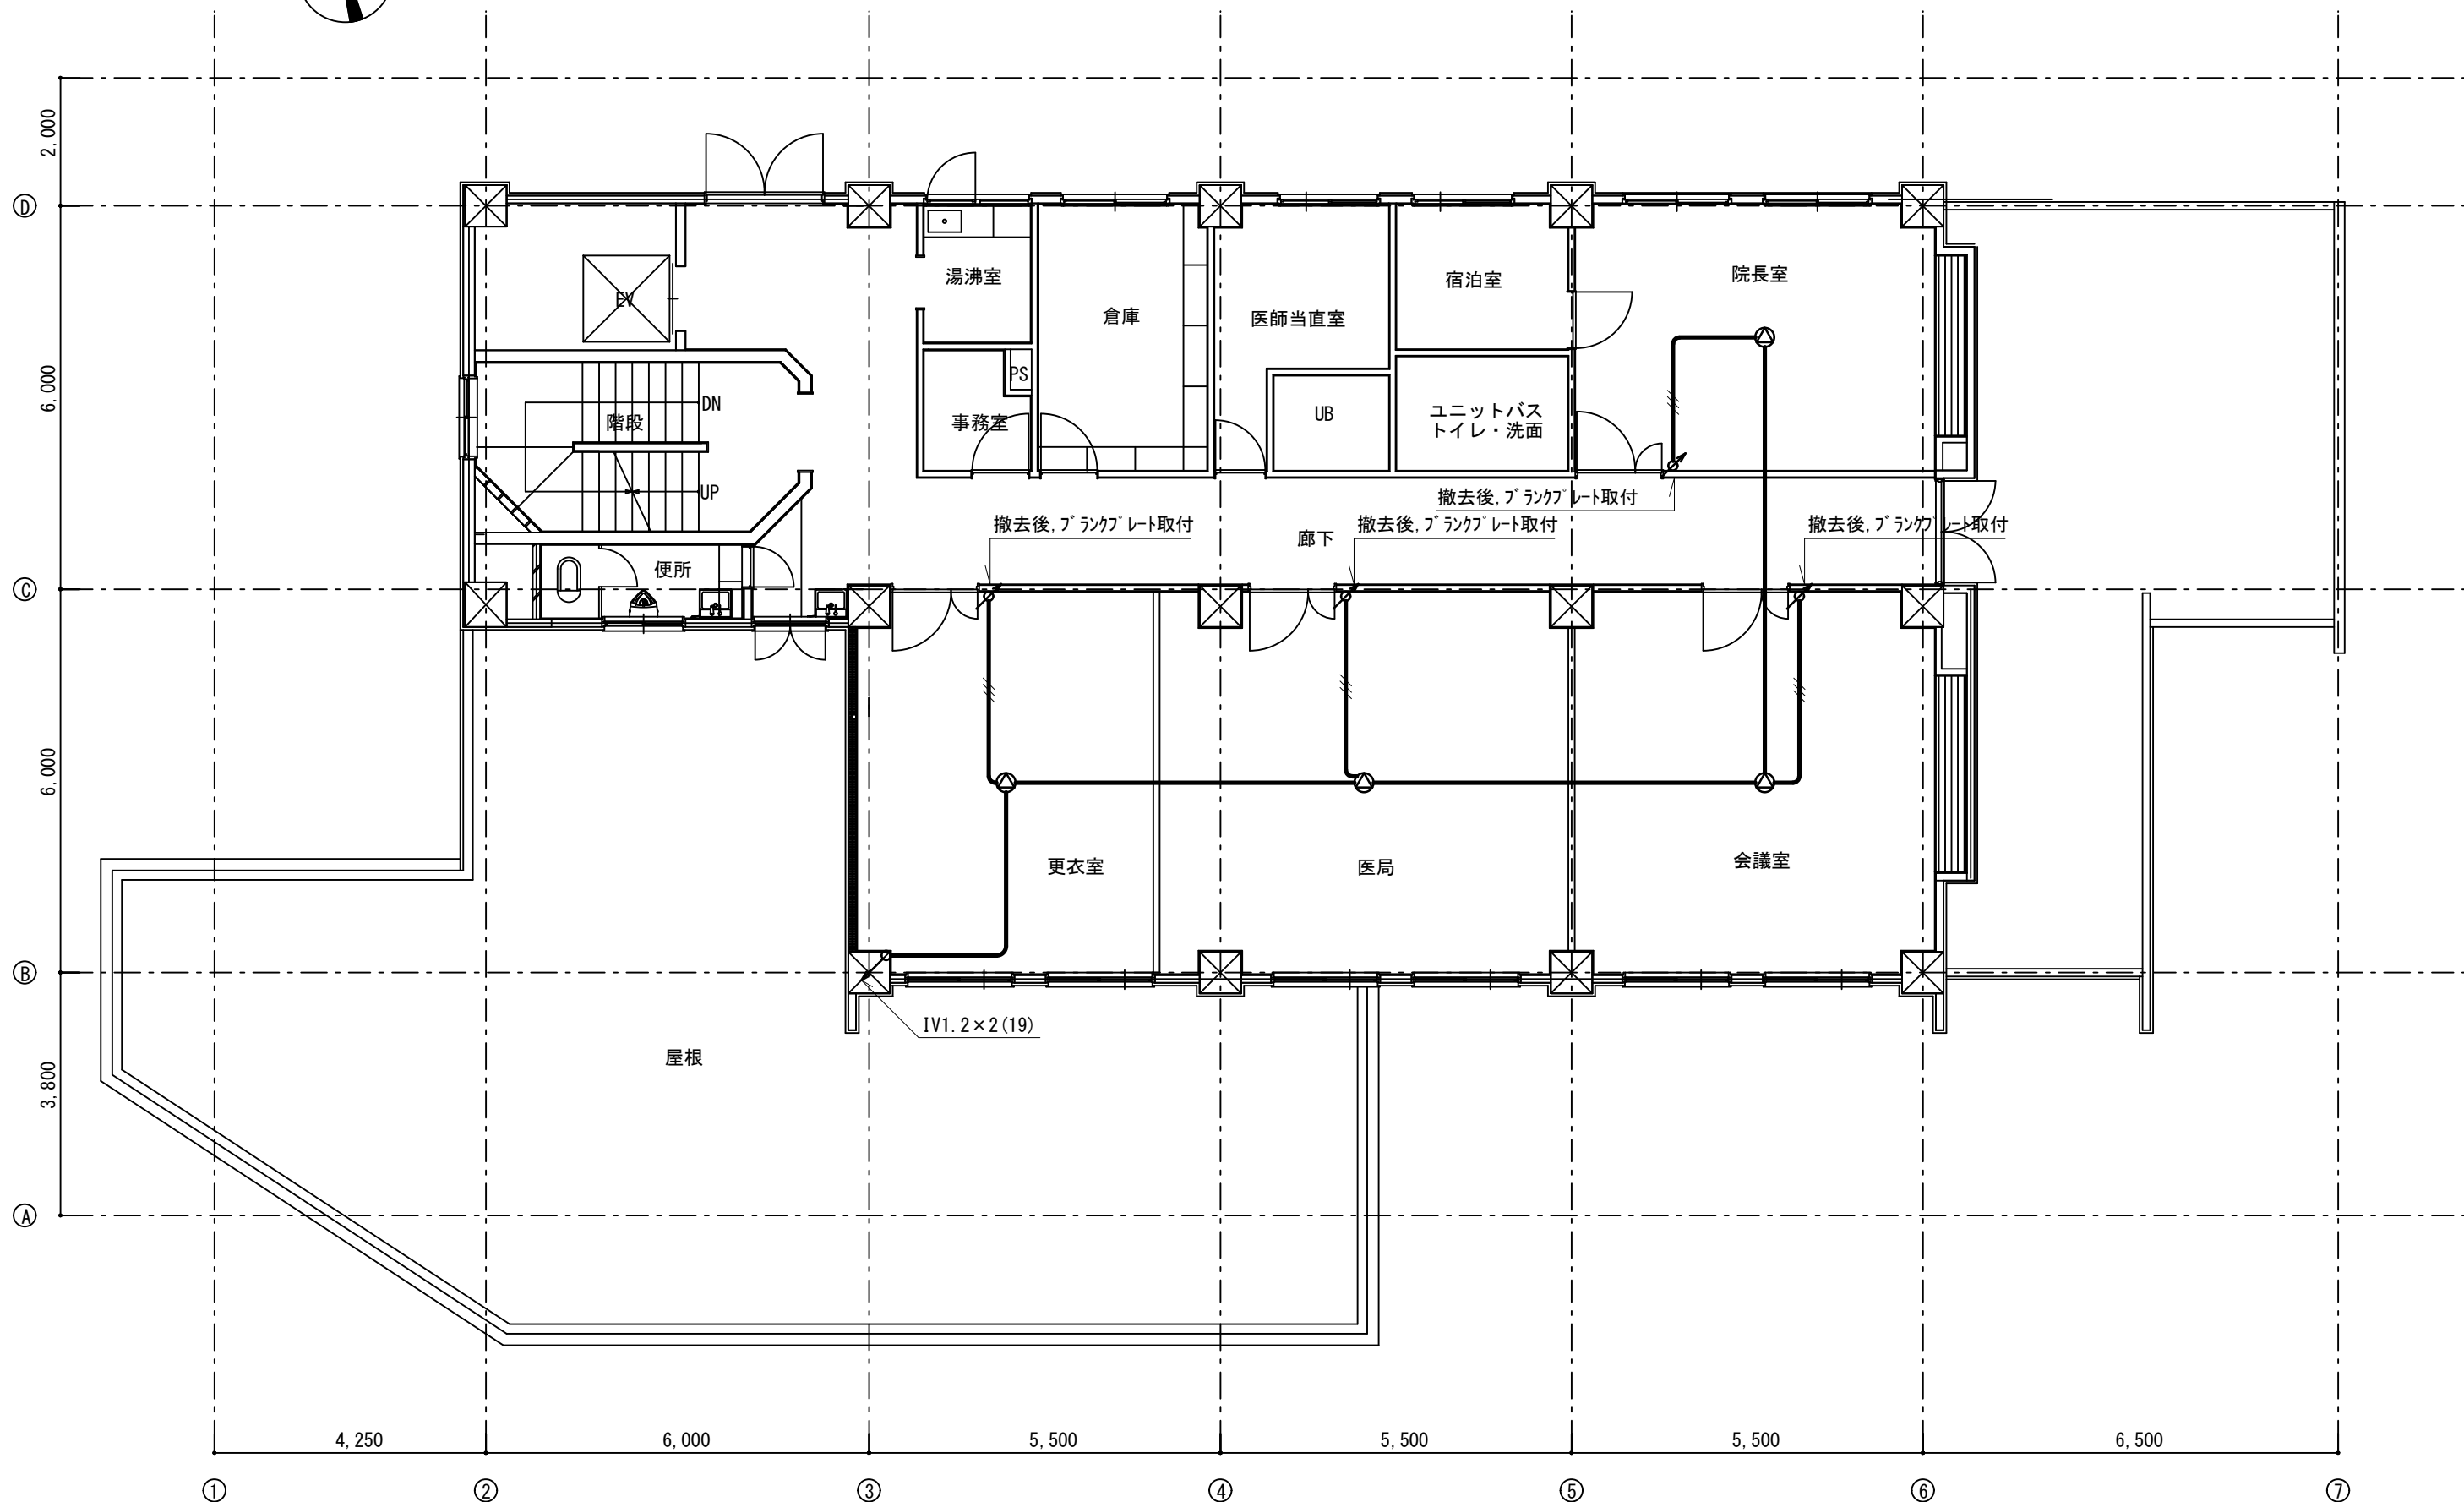 2,000
6,000
6,000
3,800
D
C
B
A
湯沸室
倉庫
医師当直室
宿泊室
院長室
EV
PS
事務室
UB
ユニットバス
トイレ・洗面
DN
階段
UP
撤去後,ブランクプレート取付
撤去後,ブランクプレート取付
撤去後,ブランクプレート取付
撤去後,ブランクプレート取付
廊下
便所
更衣室
医局
会議室
IV1.2×2(19)
屋根
4,250
6,000
5,500
5,500
5,500
6,500
1
2
3
4
5
6
7